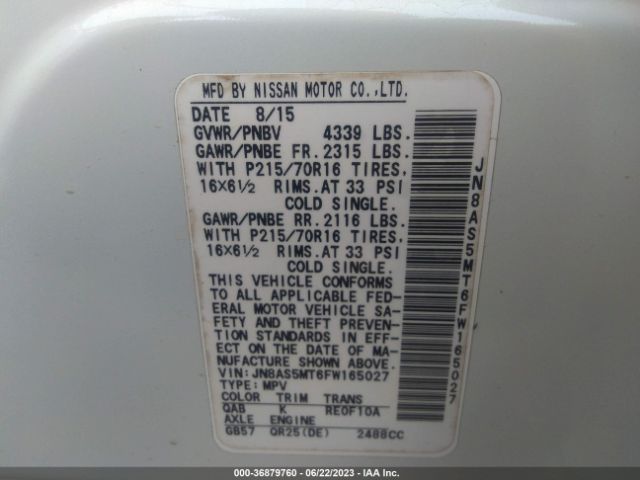 MFD BY NISSAN MOTOR CO.,LTD.
DATE 8/15
GVWR/PNBV 4339 LBS.
GAWR/PNBE FR. 2315 LBS.
WITH P215/70R16 TIRES,
16X6½ RIMS. AT 33 PSI
COLD SINGLE.
GAWR/PNBE RR. 2116 LBS.
WITH P215/70R16 TIRES,
16X6½ RIMS. AT 33 PSI
COLD SINGLE.
THIS VEHICLE CONFORMS
TO ALL APPLICABLE FED-
ERAL MOTOR VEHICLE SA-
FETY AND THEFT PREVEN-
TION STANDARDS IN EFF-
ECT ON THE DATE OF MA-
NUFACTURE SHOWN ABOVE.
VIN: JN8AS5MT6FW165027
TYPE: MPV
COLOR TRIM TRANS
QAB K RE0F10A
AXLE ENGINE
GB57 QR25(DE) 2488CC
JN8AS5MT6FW165027
000-36879760 - 06/22/2023 - IAA Inc.